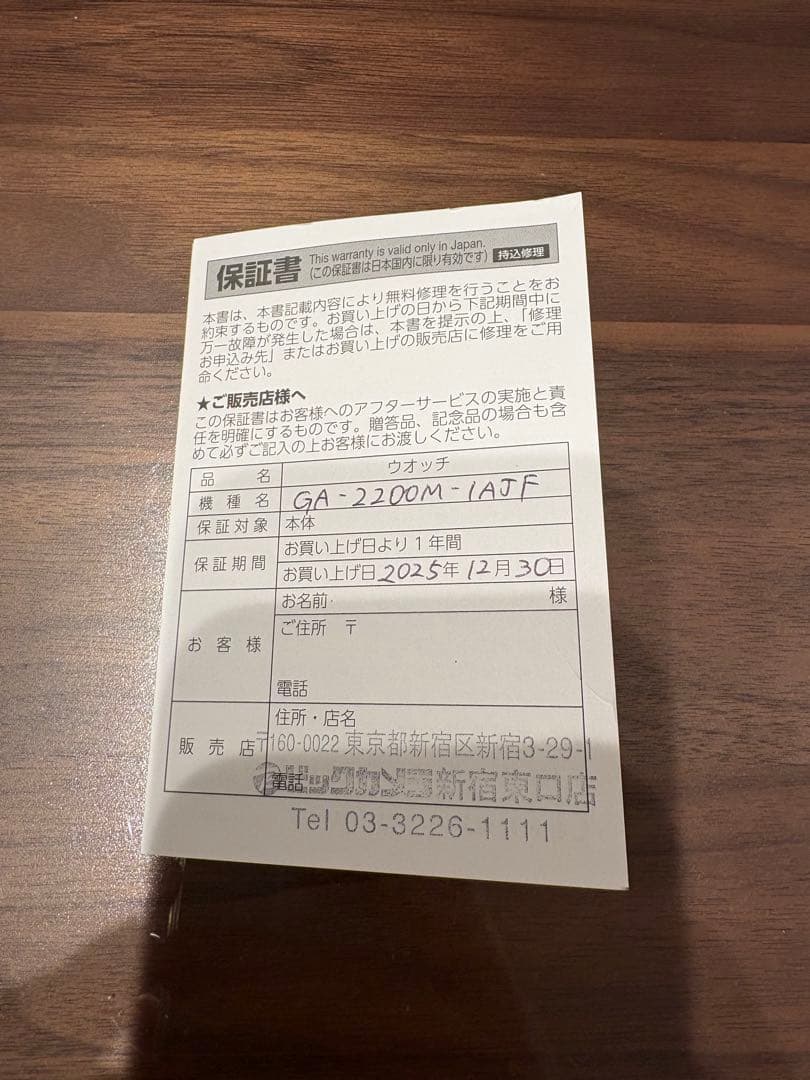 保証書 This warranty is valid only in Japan. (この保証書は日本国内に限り有効です) 持込修理
本書は、本書記載内容により無料修理を行うことをお
約束するものです。お買い上げの日から下記期間中に
万一故障が発生した場合は、本書を提示の上、「修理
お申込み先」またはお買い上げの販売店に修理をご用
命ください。
★ご販売店様へ
この保証書はお客様へのアフターサービスの実施と責
任を明確にするものです。贈答品、記念品の場合も含
めて必ずご記入の上お客様にお渡しください。
品名 ウオッチ
機種名 GA-2200M-1AJF
保証対象 本体
保証期間 お買い上げ日より1年間
お買い上げ日 2025年12月30日
お客様 お名前 様
ご住所 〒
電話
販売店 住所・店名
〒160-0022 東京都新宿区新宿3-29-1
電話 ビックカメラ新宿東口店
Tel 03-3226-1111